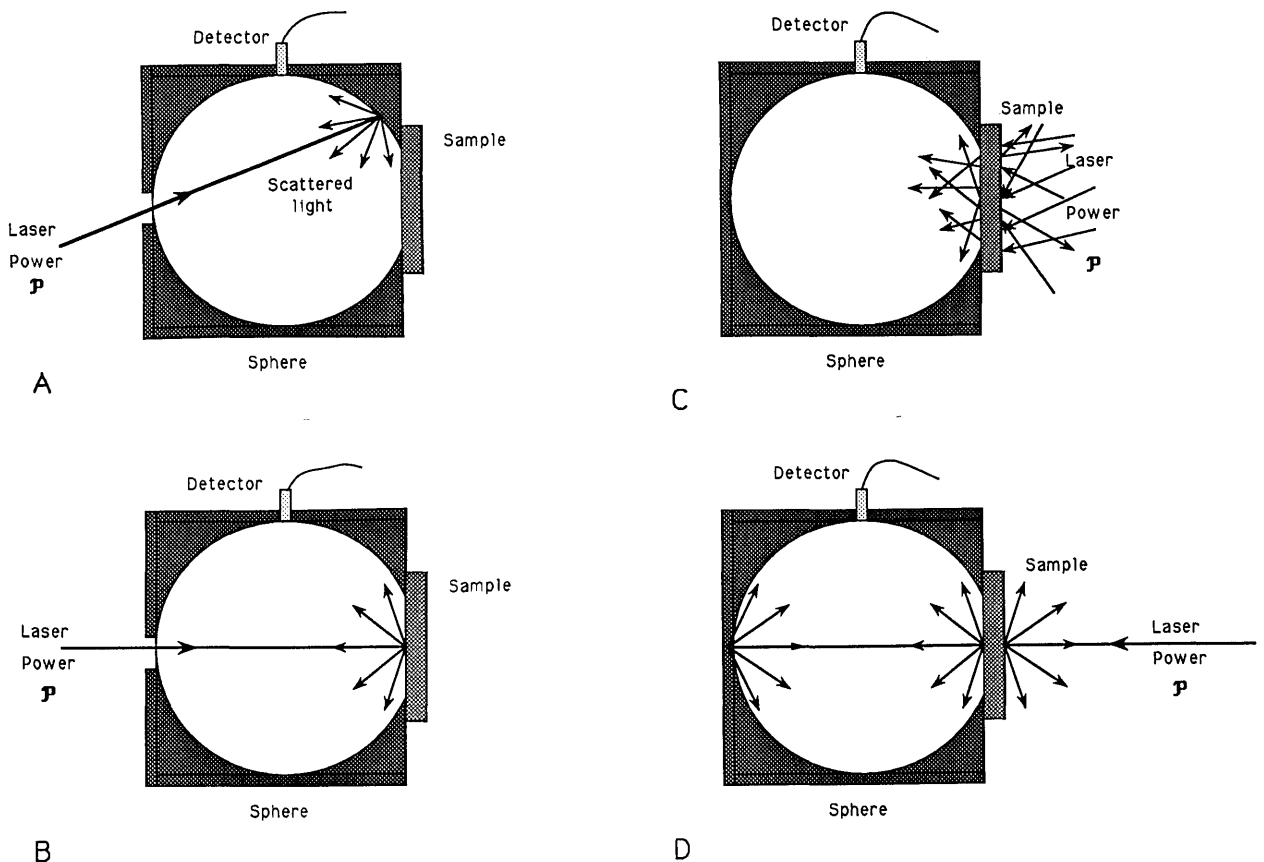 Detector
Sample
Scattered
light
Laser
Power
P
Sphere
A
Detector
Sample
Laser
Power
P
Sphere
C
Detector
Sample
Laser
Power
P
Sphere
B
Detector
Sample
Laser
Power
P
Sphere
D